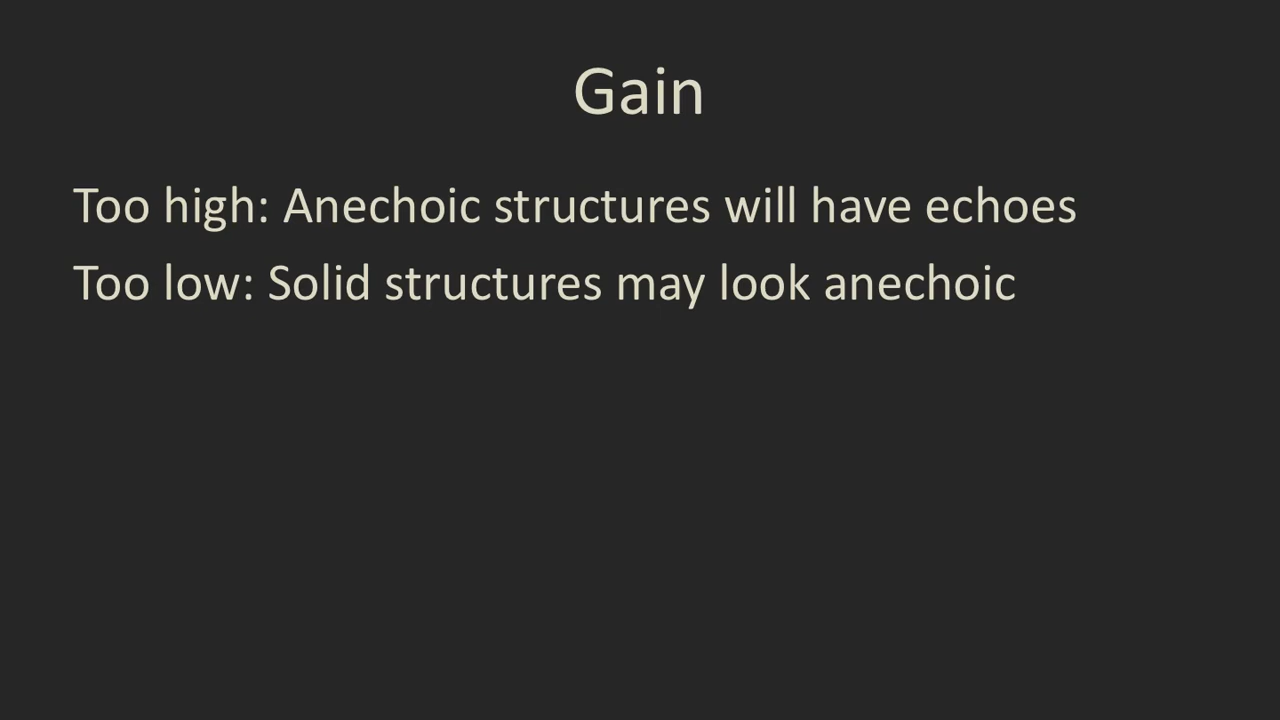 Gain
Too high: Anechoic structures will have echoes
Too low: Solid structures may look anechoic